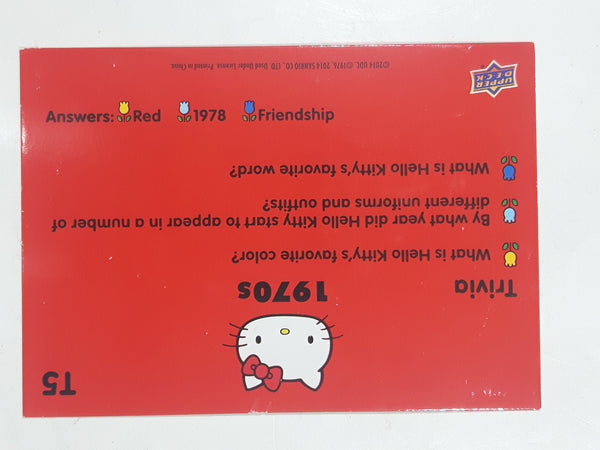 T5
Trivia
1970s
What is Hello Kitty's favorite color?
By what year did Hello Kitty start to appear in a number of
different uniforms and outfits?
What is Hello Kitty's favorite word?
Answers: Red 1978 Friendship
UPPER
DECK
©2014 UDC. ©1976, 2014 SANRIO CO., LTD. Used Under License. Printed in China.